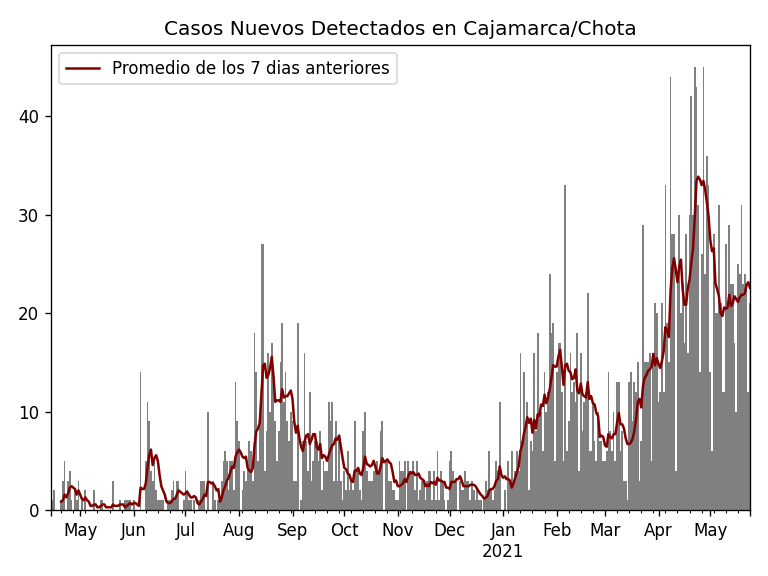 Casos Nuevos Detectados en Cajamarca/Chota
Promedio de los 7 dias anteriores
40
30
20
10
0
May Jun Jul Aug Sep Oct Nov Dec Jan Feb Mar Apr May
2021